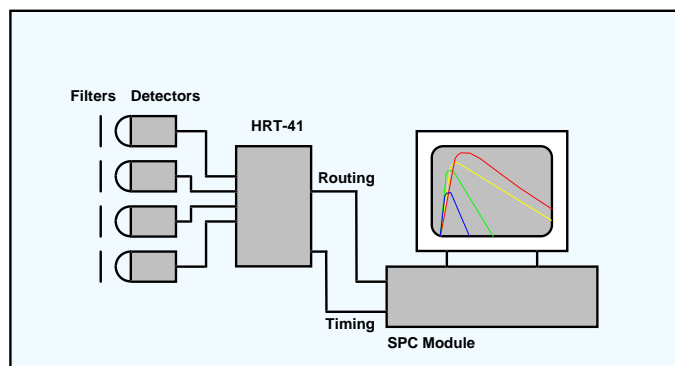 Filters Detectors
HRT-41
Routing
Timing
SPC Module